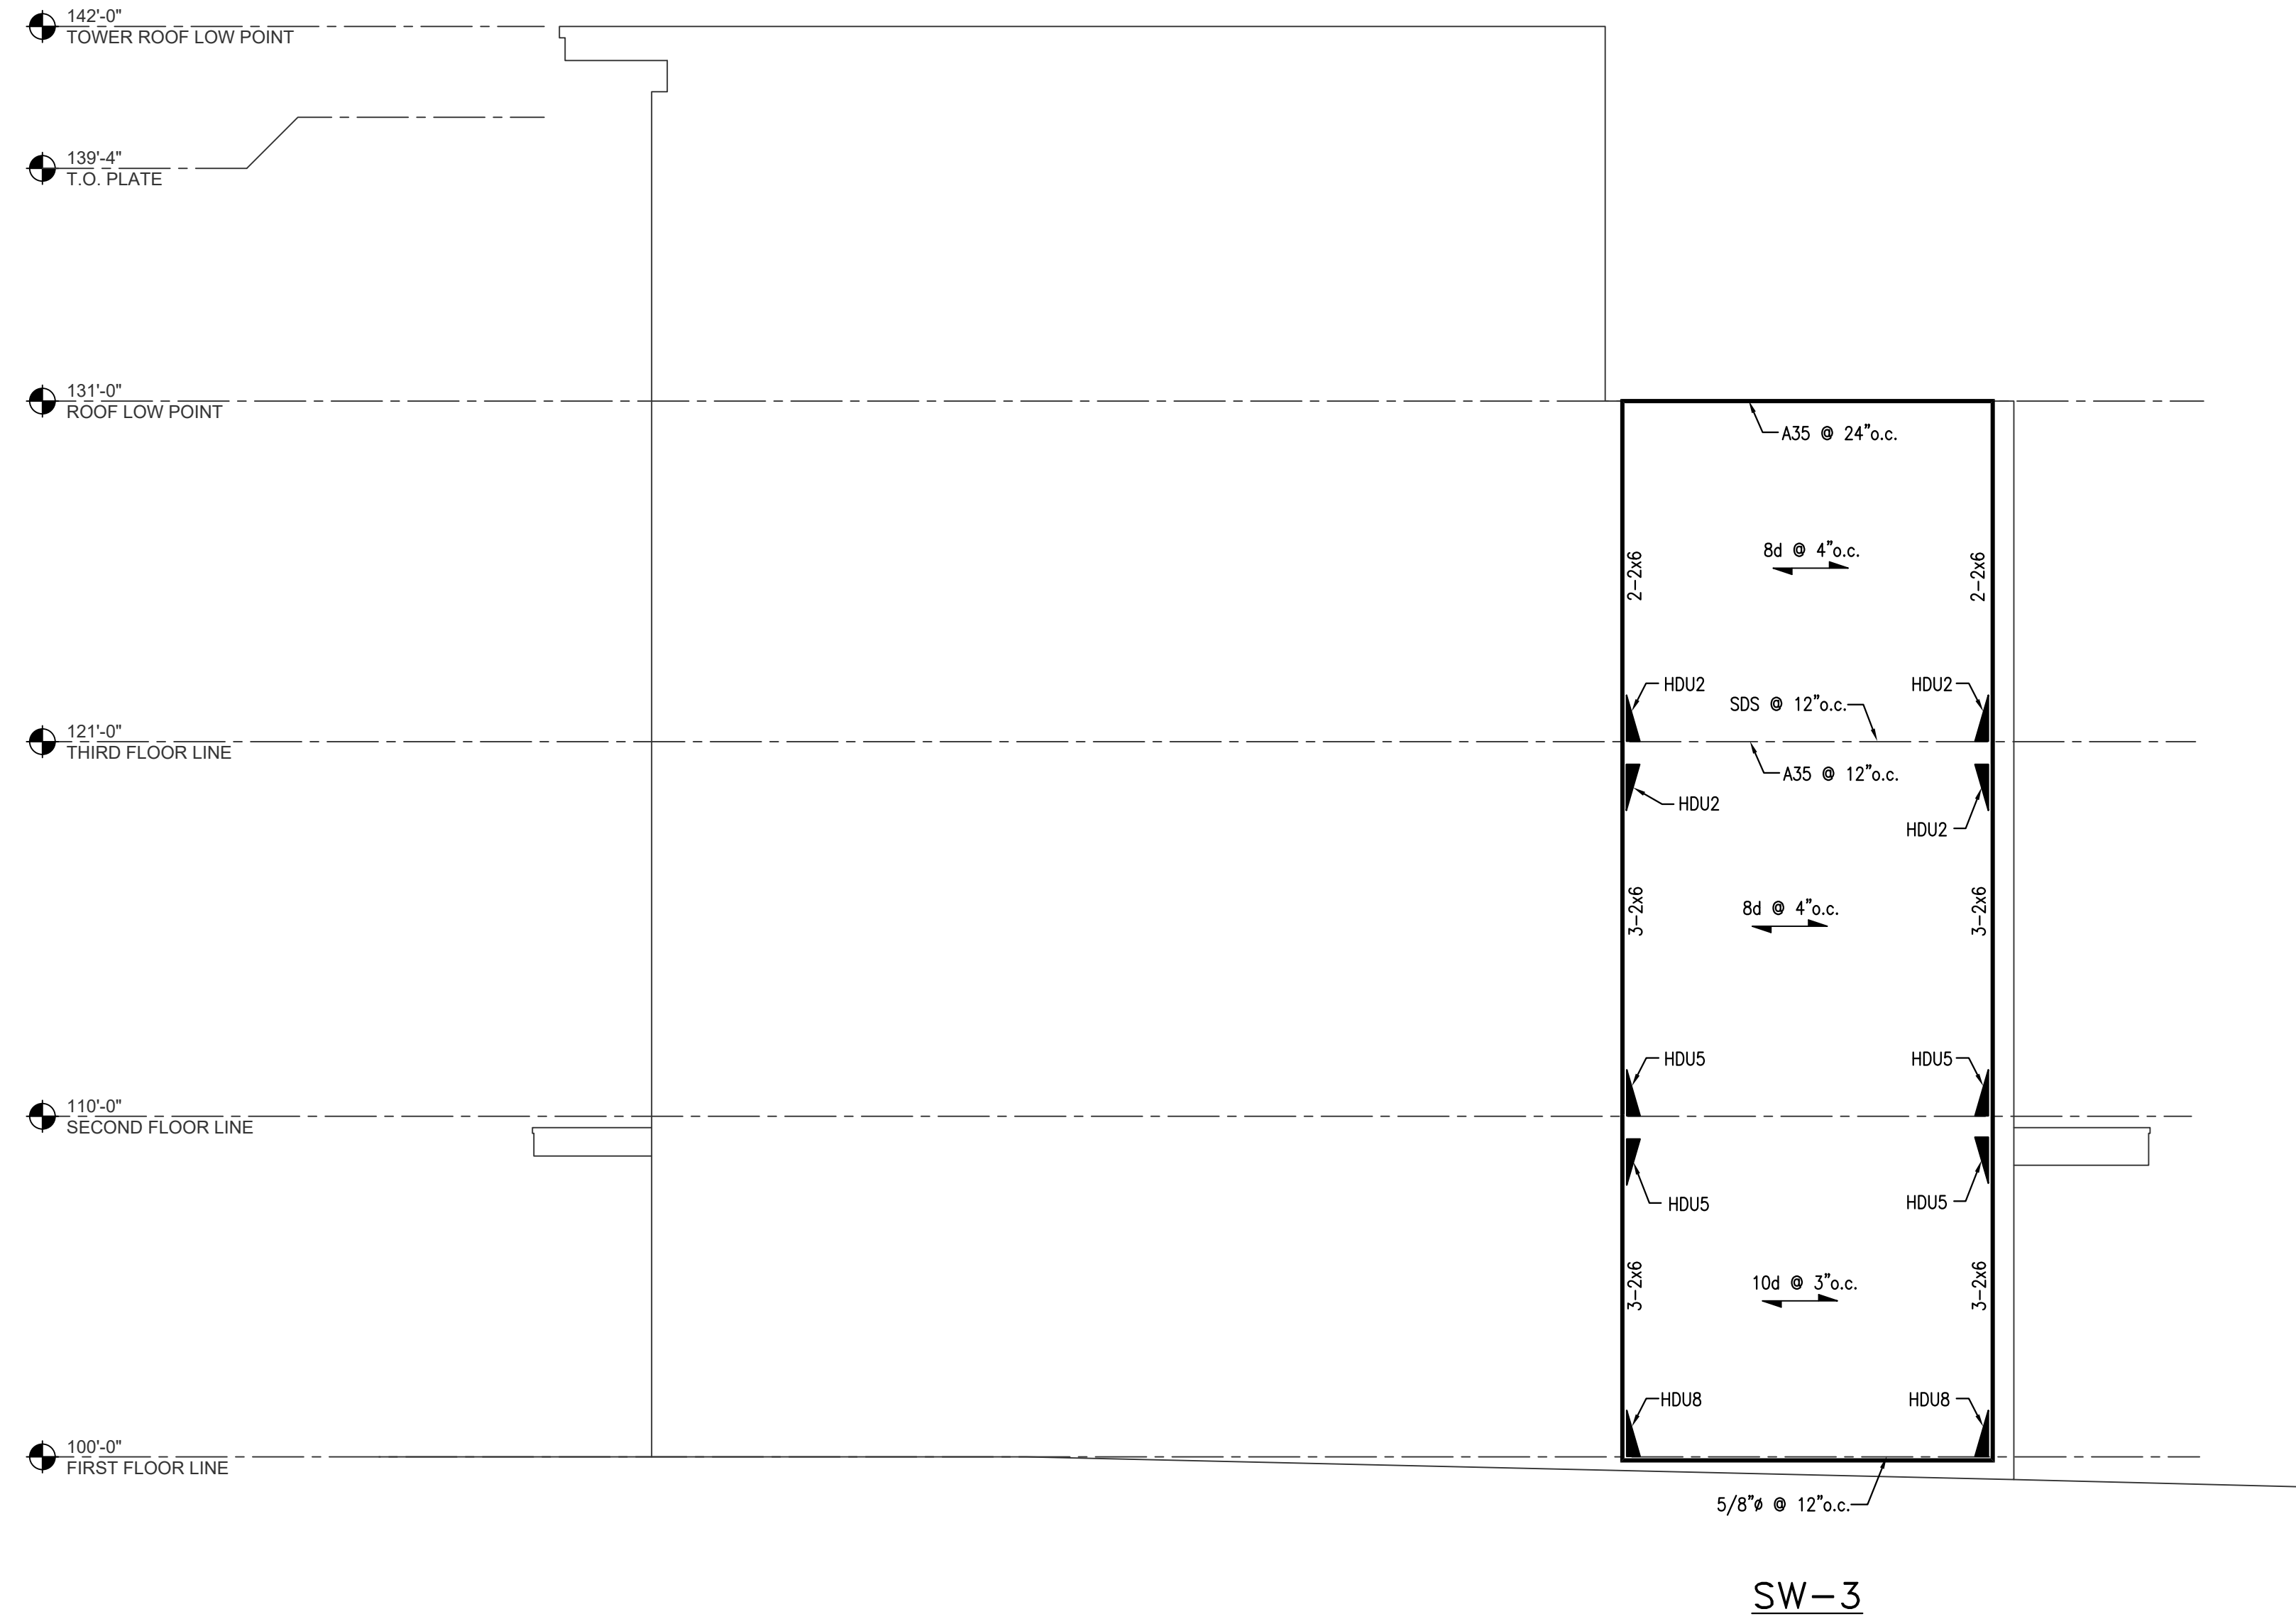 142'-0"
TOWER ROOF LOW POINT
139'-4"
T.O. PLATE
131'-0"
ROOF LOW POINT
A35 @ 24"o.c.
8d @ 4"o.c.
2-2x6
2-2x6
HDU2
HDU2
SDS @ 12"o.c.
121'-0"
THIRD FLOOR LINE
A35 @ 12"o.c.
HDU2
HDU2
3-2x6
8d @ 4"o.c.
3-2x6
HDU5
HDU5
110'-0"
SECOND FLOOR LINE
HDU5
HDU5
3-2x6
10d @ 3"o.c.
3-2x6
HDU8
HDU8
100'-0"
FIRST FLOOR LINE
5/8"ø @ 12"o.c.
SW-3